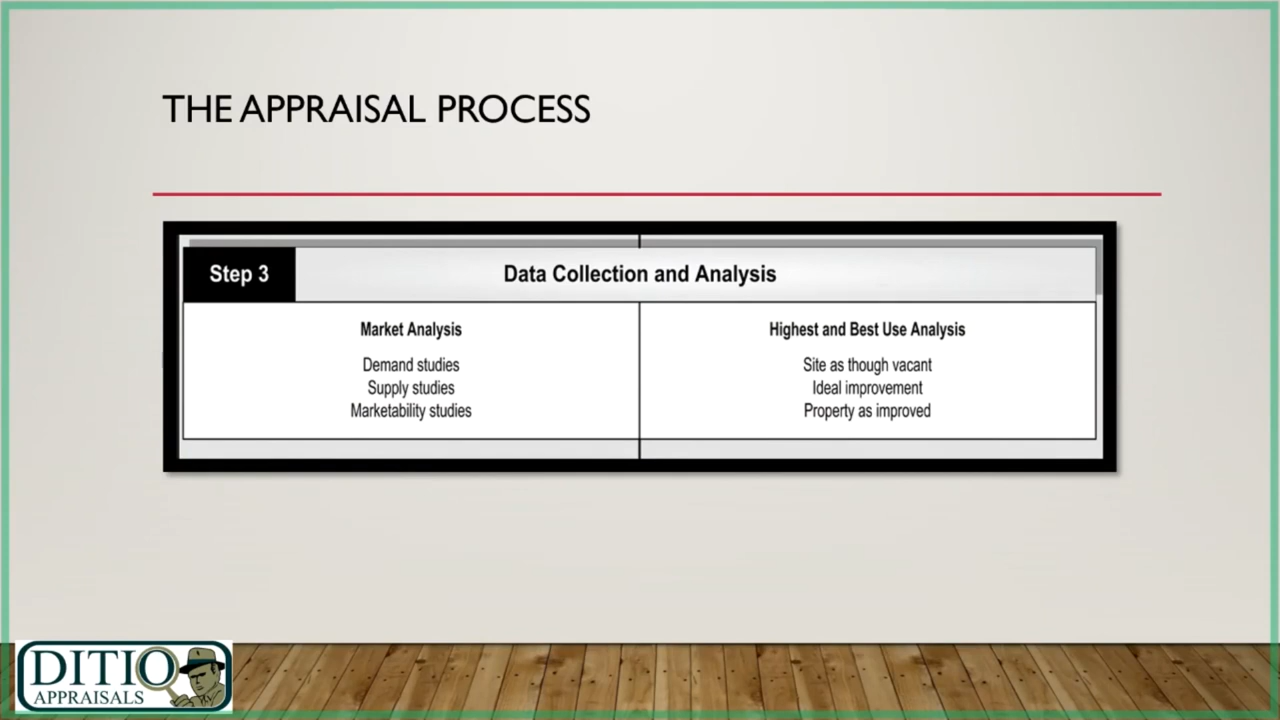 THE APPRAISAL PROCESS
Step 3
Data Collection and Analysis
Market Analysis
Demand studies
Supply studies
Marketability studies
Highest and Best Use Analysis
Site as though vacant
Ideal improvement
Property as improved
DITIO
APPRAISALS